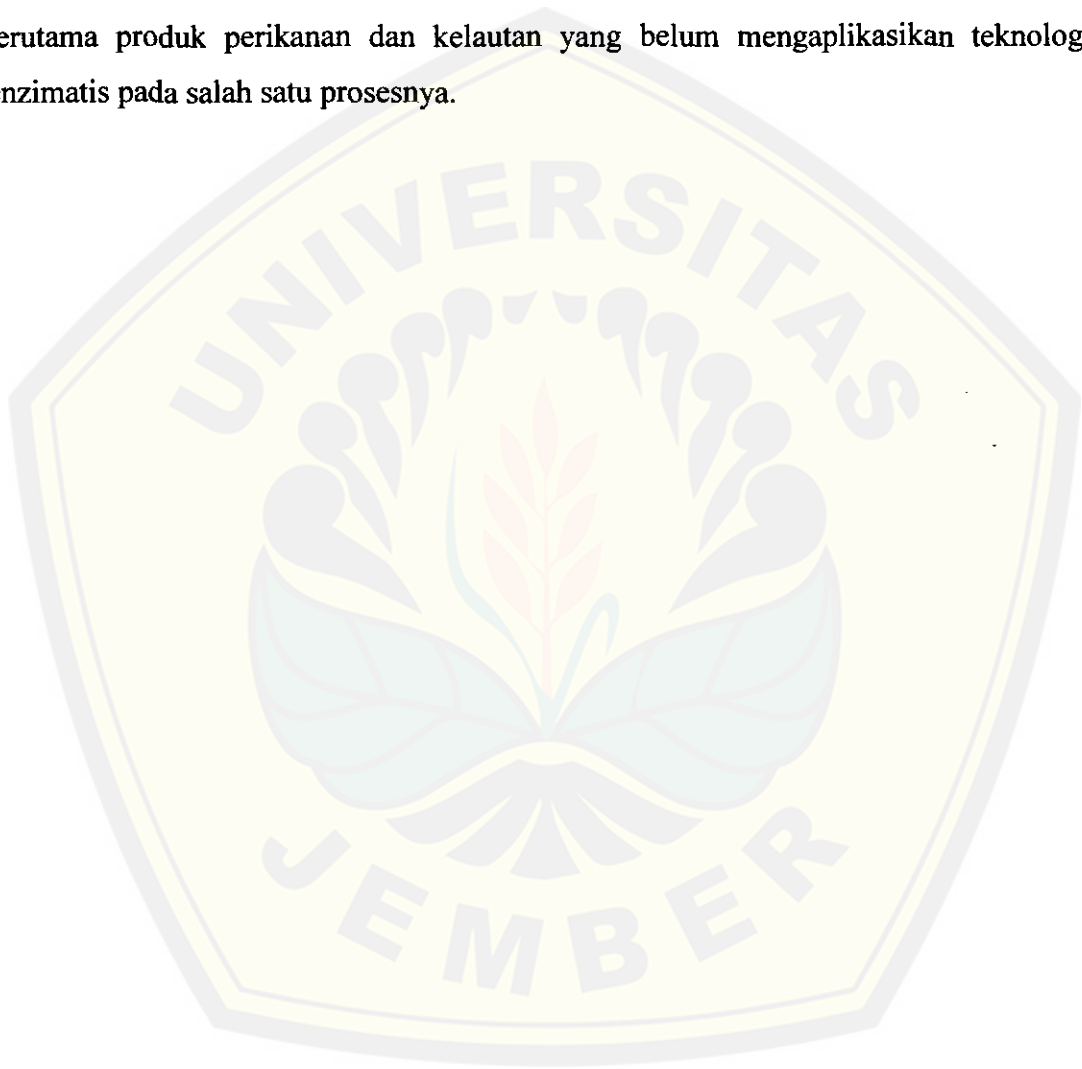 erutama produk perikanan dan kelautan yang belum mengaplikasikan teknolog
nzimatis pada salah satu prosesnya.
UNIVERSITAS
JEMBER